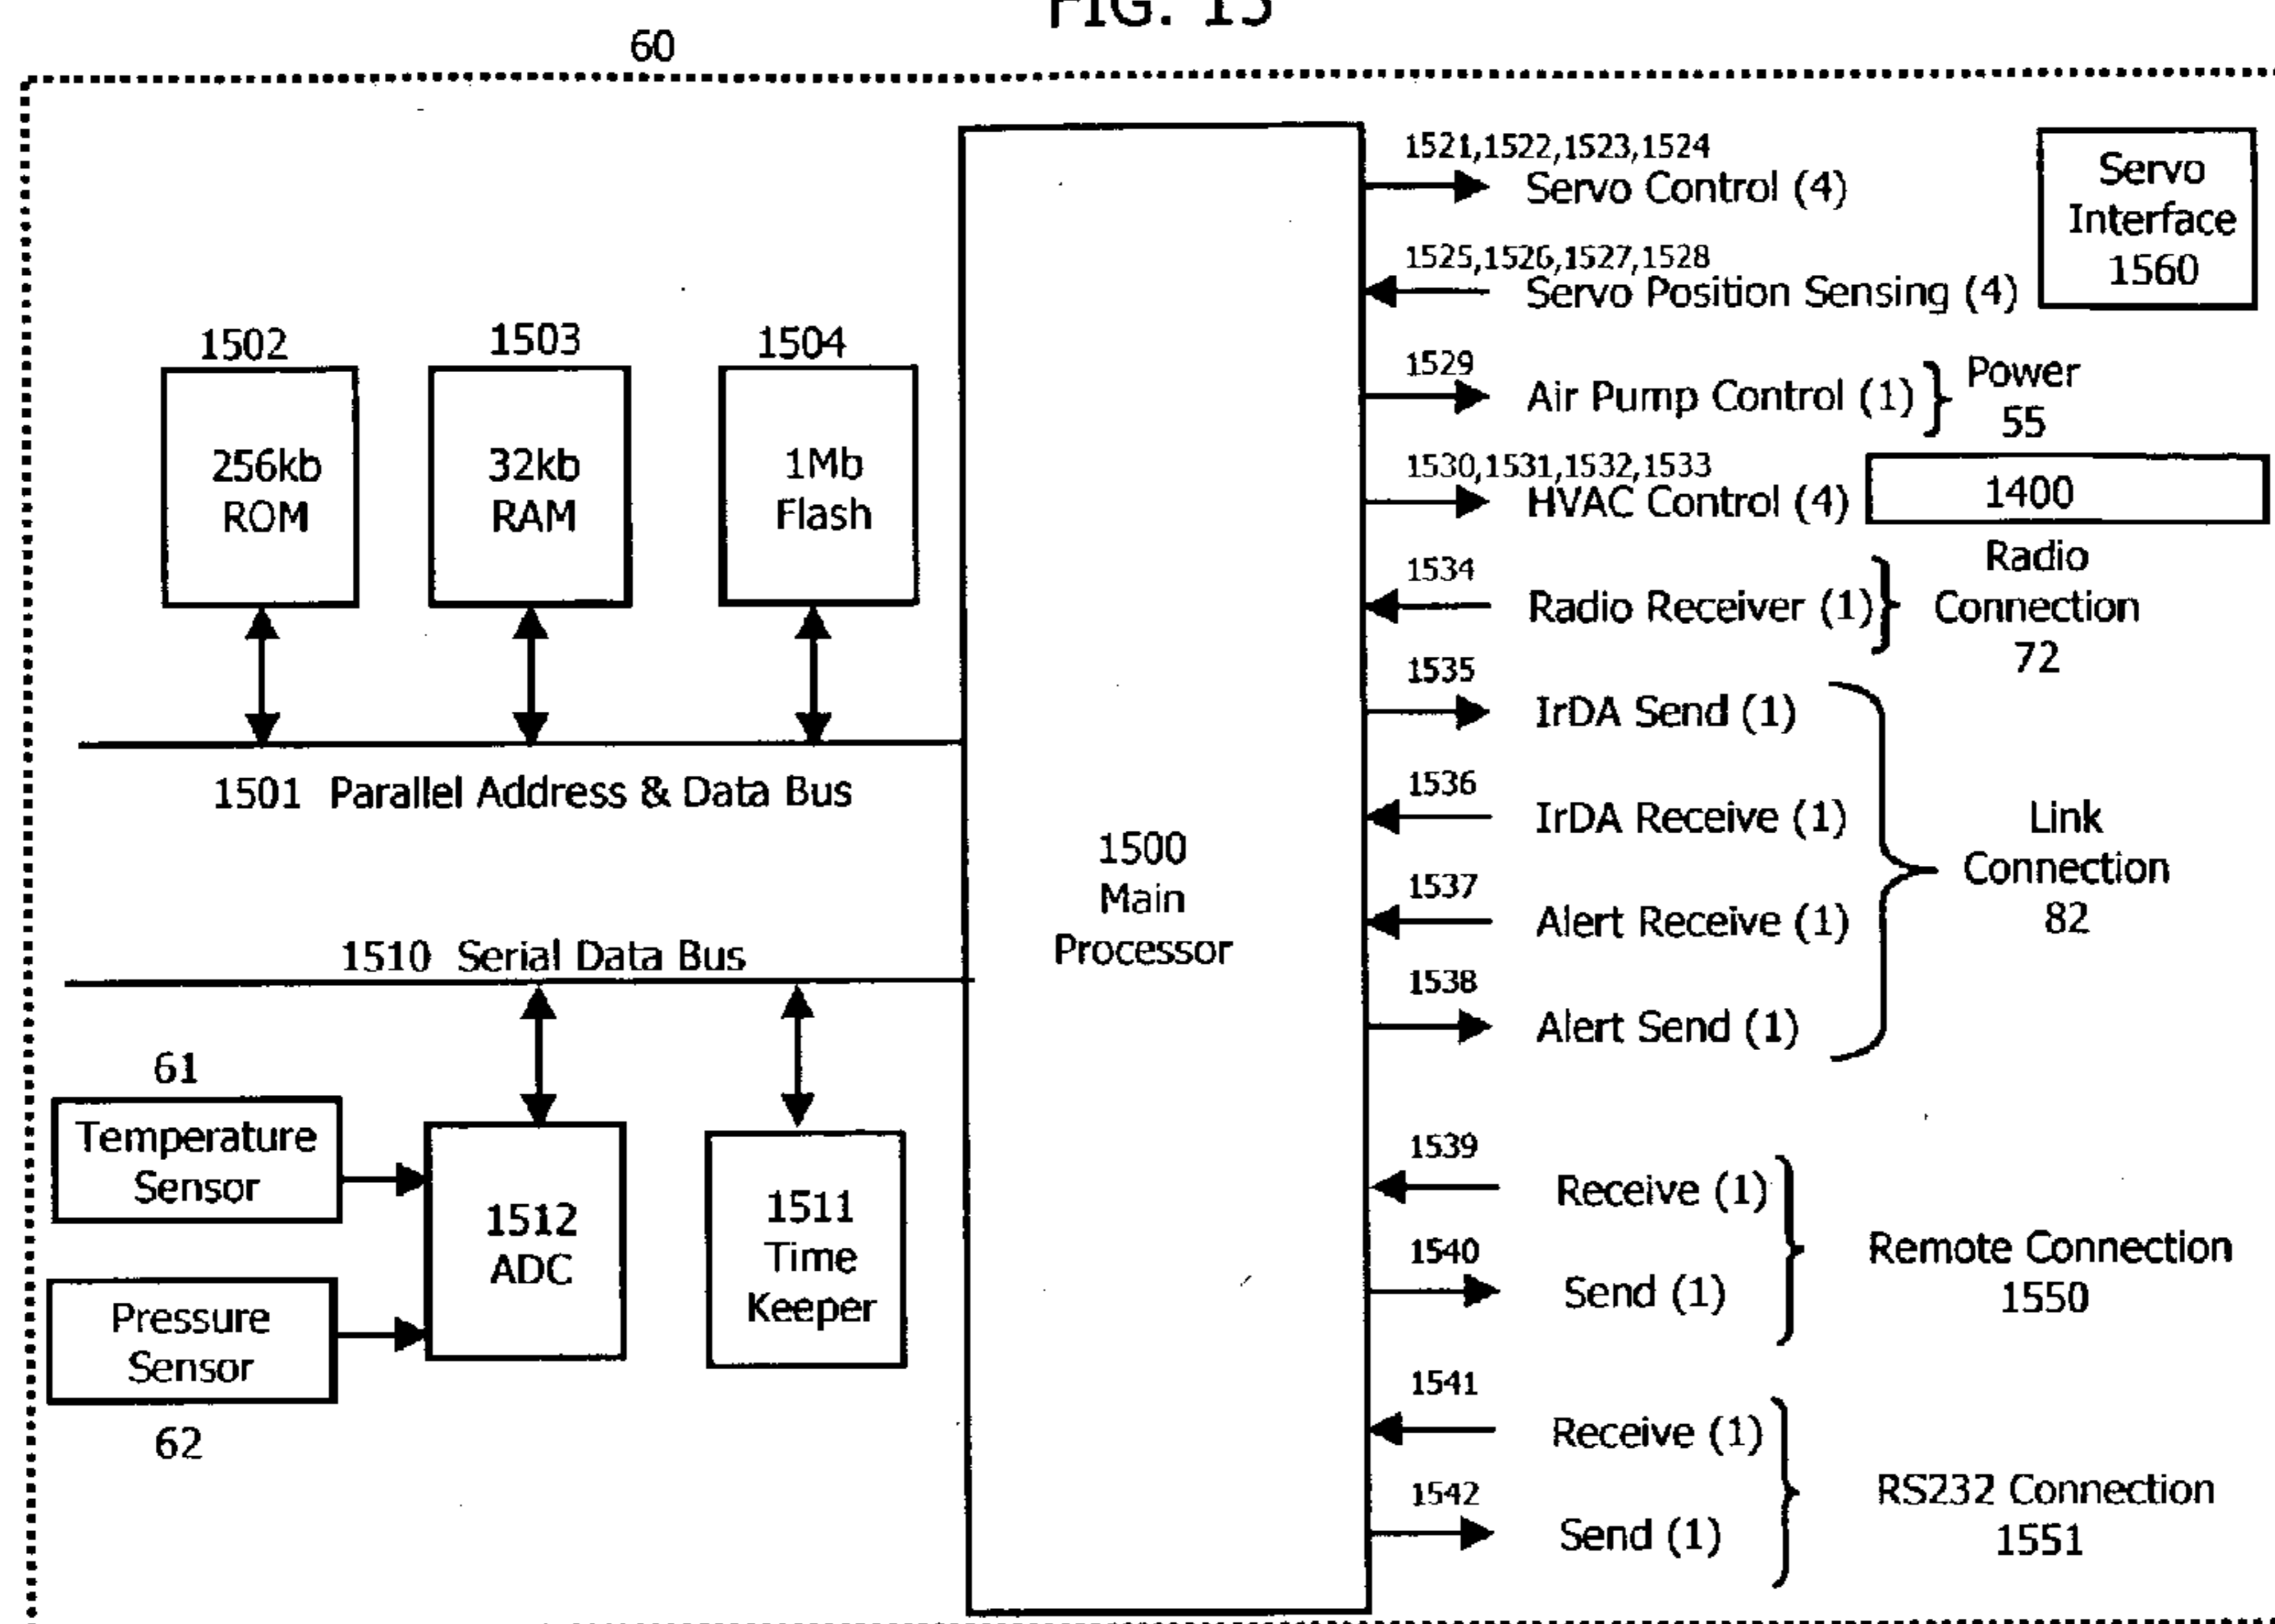 FIG. 15
60
1521,1522,1523,1524
Servo Control (4)
Servo
Interface
1560
1525,1526,1527,1528
Servo Position Sensing (4)
1502
256kb
ROM
1503
32kb
RAM
1504
1Mb
Flash
1529
Air Pump Control (1)
Power
55
1530,1531,1532,1533
HVAC Control (4)
1400
1534
Radio Receiver (1)
Radio
Connection
72
1535
IrDA Send (1)
1501 Parallel Address & Data Bus
1536
IrDA Receive (1)
Link
Connection
82
1500
Main
Processor
1537
Alert Receive (1)
1510 Serial Data Bus
1538
Alert Send (1)
61
Temperature
Sensor
Pressure
Sensor
62
1512
ADC
1511
Time
Keeper
1539
Receive (1)
1540
Send (1)
Remote Connection
1550
1541
Receive (1)
1542
Send (1)
RS232 Connection
1551